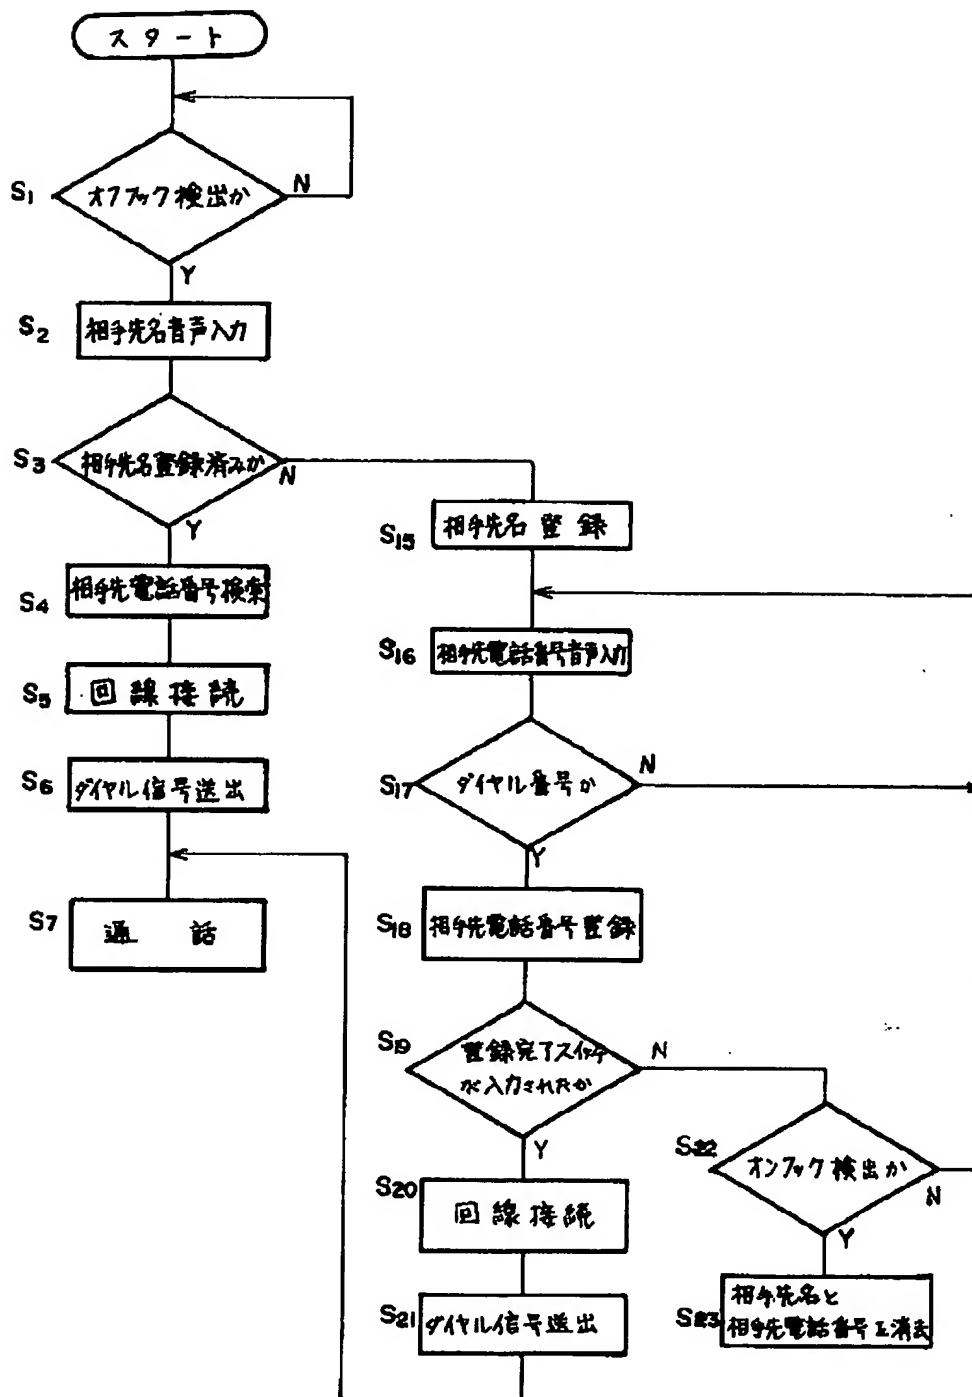 スタート
S1
オフフック検出か
N
Y
S2
相手先名音声入力
S3
相手先名登録済みか
N
Y
S4
相手先電話番号検索
S5
回線接続
S6
ダイヤル信号送出
S7
通 話
S15
相手先名 登 録
S16
相手先電話番号音声入力
S17
ダイヤル番号か
N
Y
S18
相手先電話番号登録
S19
登録完了スイッチ
が入力されたか
N
Y
S20
回線接続
S21
ダイヤル信号送出
S22
オンフック検出か
N
Y
S23
相手先名と
相手先電話番号を消去